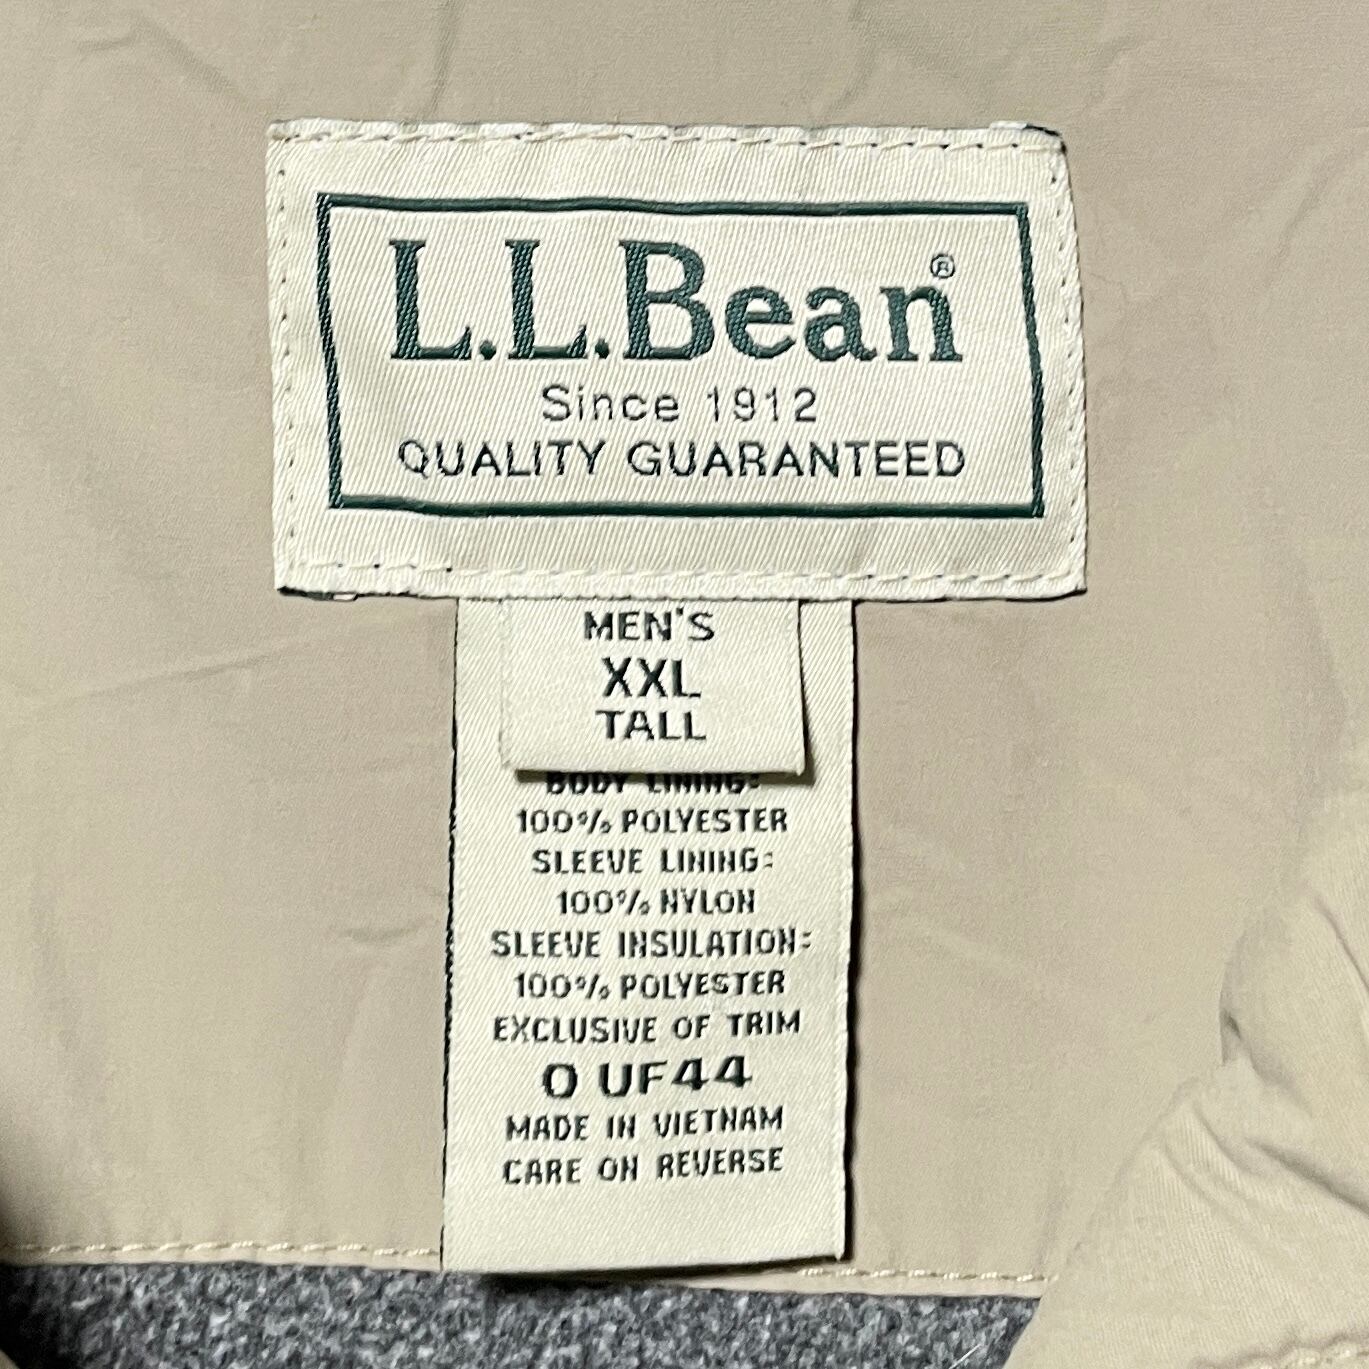 L.L.Bean®
Since 1912
QUALITY GUARANTEED
MEN'S
XXL
TALL
BODY LINING:
100% POLYESTER
SLEEVE LINING:
100% NYLON
SLEEVE INSULATION:
100% POLYESTER
EXCLUSIVE OF TRIM
0 UF44
MADE IN VIETNAM
CARE ON REVERSE